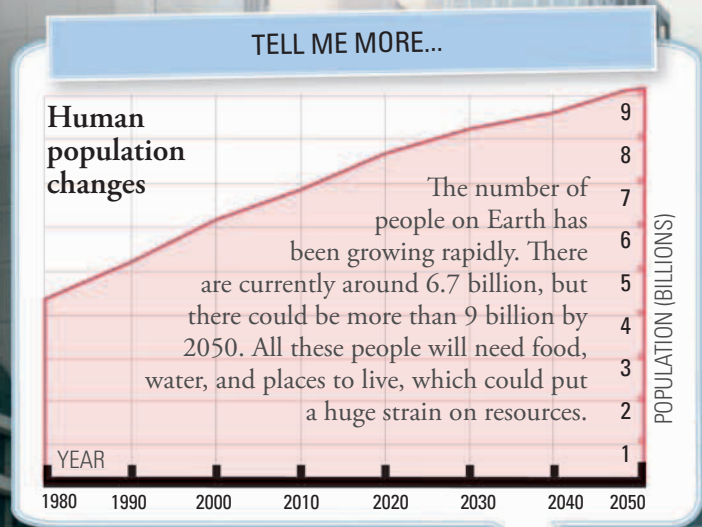 TELL ME MORE...
Human
population
changes
The number of
people on Earth has
been growing rapidly. There
are currently around 6.7 billion, but
there could be more than 9 billion by
2050. All these people will need food,
water, and places to live, which could put
a huge strain on resources.
9
8
7
6
5
4
3
2
1
POPULATION (BILLIONS)
YEAR
1980 1990 2000 2010 2020 2030 2040 2050